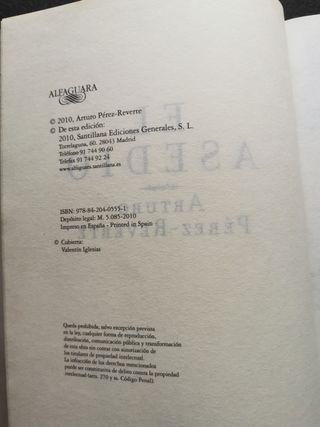 ALFAGUARA
© 2010, Arturo Pérez-Reverte
© De esta edición:
2010, Santillana Ediciones Generales, S. L.
Torrelaguna, 60. 28043 Madrid
Teléfono 91 744 90 60
Telefax 91 744 92 24
www.alfaguara.santillana.es
EL
ASEDIO
ARTURO
PÉREZ-REVERTE
ISBN: 978-84-204-0555-1
Depósito legal: M. 5.085-2010
Impreso en España - Printed in Spain
© Cubierta:
Valentín Iglesias
Queda prohibida, salvo excepción prevista
en la ley, cualquier forma de reproducción,
distribución, comunicación pública y transformación
de esta obra sin contar con autorización de
los titulares de propiedad intelectual.
La infracción de los derechos mencionados
puede ser constitutiva de delito contra la propiedad
intelectual (arts. 270 y ss. Código Penal).